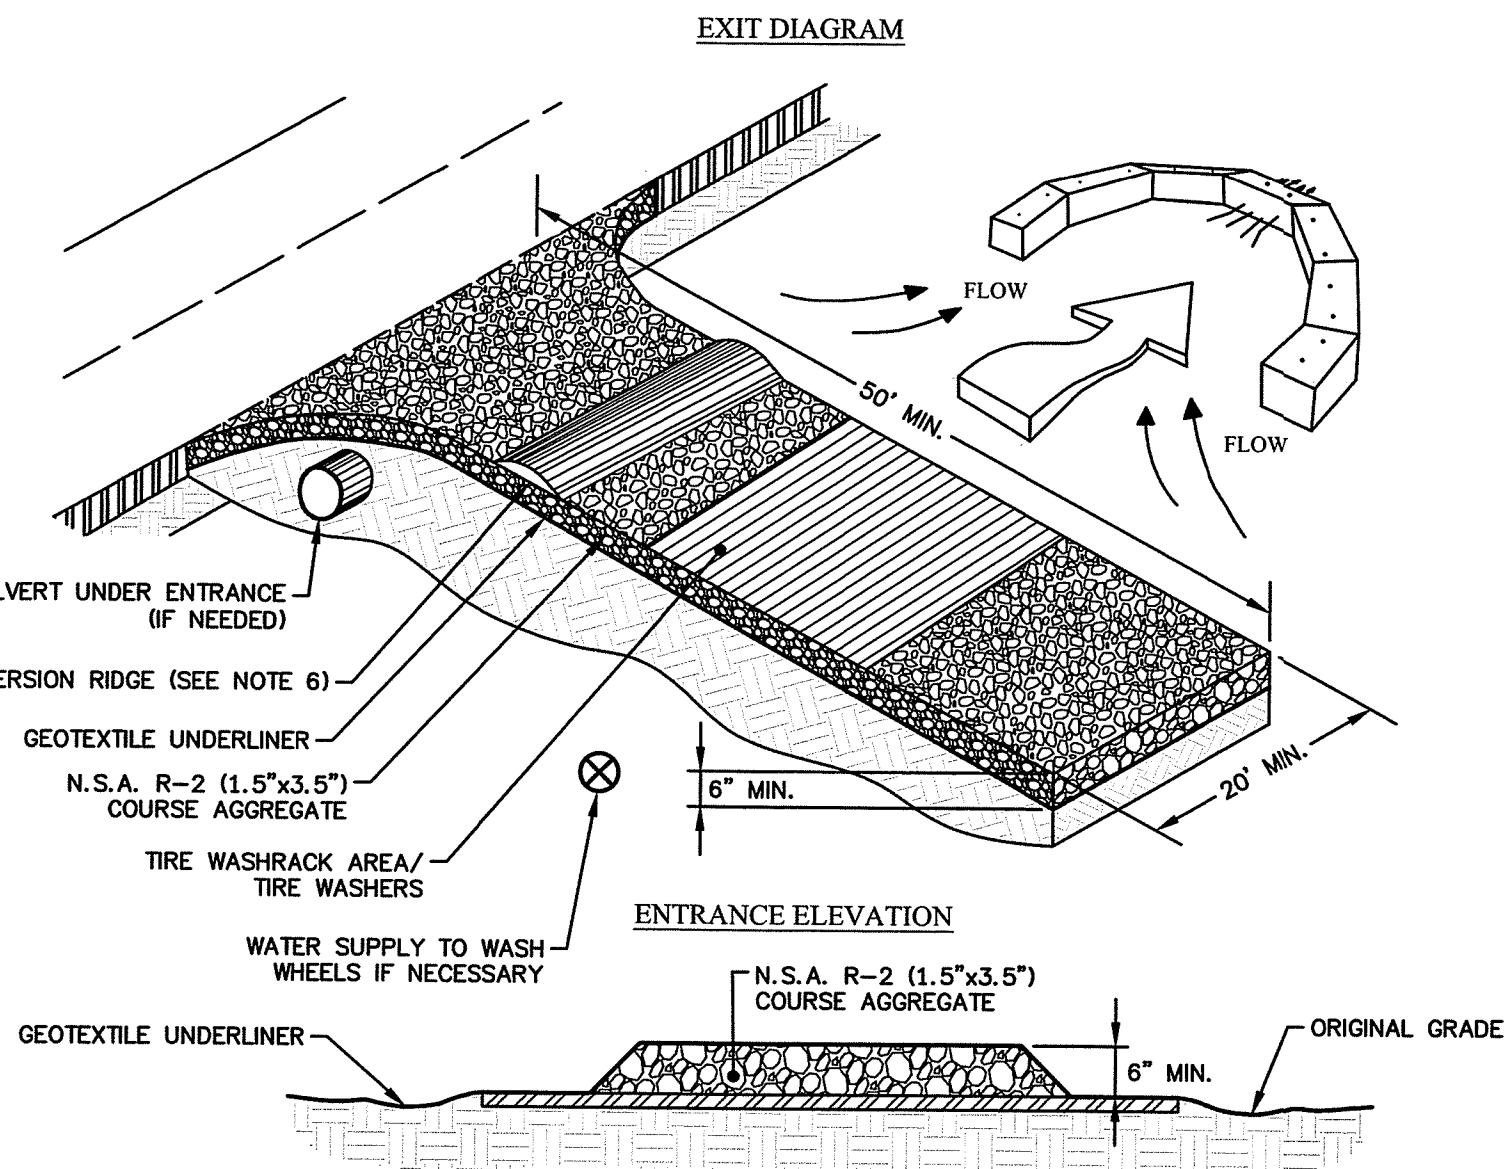 EXIT DIAGRAM
FLOW
50' MIN.
FLOW
LVERT UNDER ENTRANCE
(IF NEEDED)
ERSION RIDGE (SEE NOTE 6)
GEOTEXTILE UNDERLINER
N.S.A. R-2 (1.5"x3.5")
COURSE AGGREGATE
6" MIN.
20' MIN.
TIRE WASHRACK AREA/
TIRE WASHERS
ENTRANCE ELEVATION
WATER SUPPLY TO WASH
WHEELS IF NECESSARY
N.S.A. R-2 (1.5"x3.5")
COURSE AGGREGATE
GEOTEXTILE UNDERLINER
ORIGINAL GRADE
6" MIN.